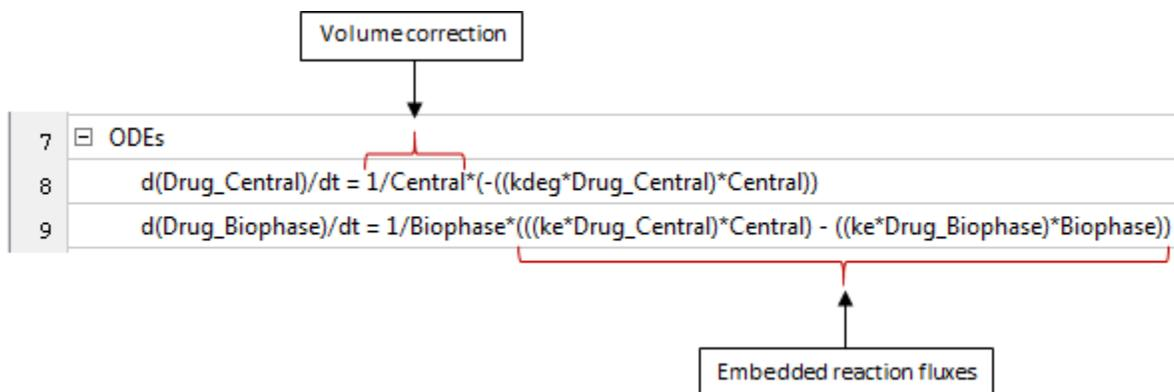 Volume correction
7 ODEs
8 d(Drug_Central)/dt = 1/Central*(-((kdeg*Drug_Central)*Central))
9 d(Drug_Biophase)/dt = 1/Biophase*(((ke*Drug_Central)*Central) - ((ke*Drug_Biophase)*Biophase))
Embedded reaction fluxes